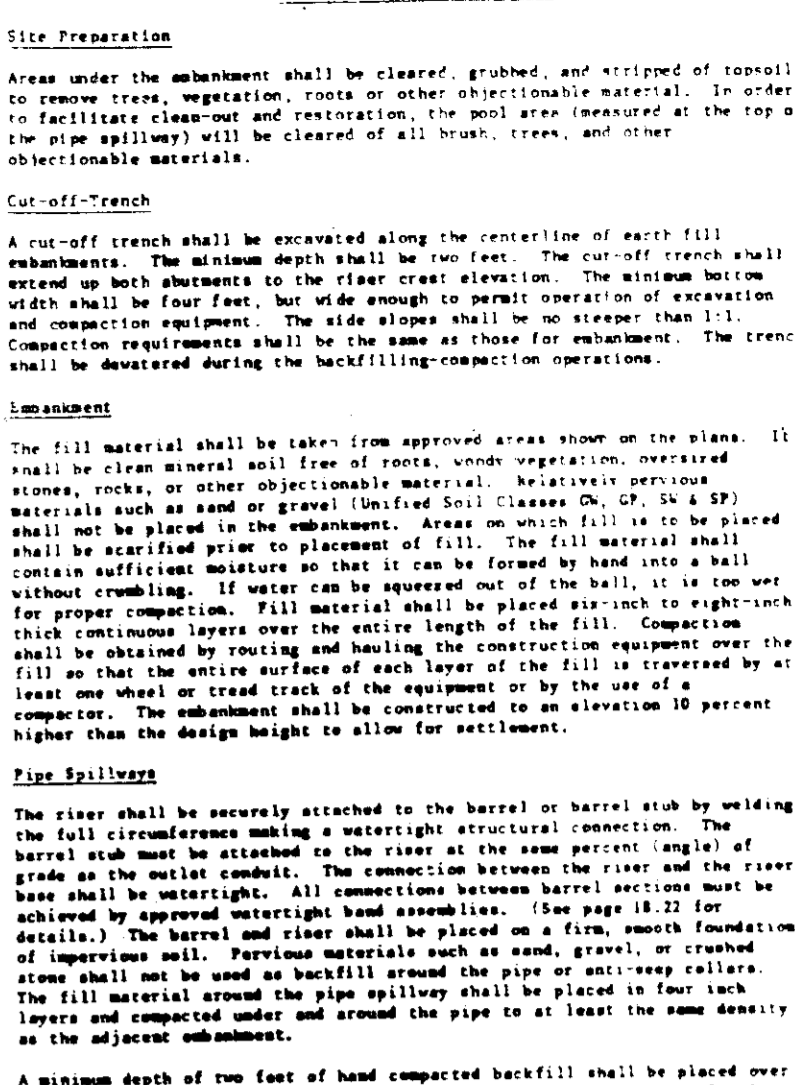 Site Preparation
Areas under the embankment shall be cleared, grubbed, and stripped of topsoil
to remove trees, vegetation, roots or other objectionable material. In order
to facilitate clean-out and restoration, the pool area (measured at the top o
the pipe spillway) will be cleared of all brush, trees, and other
objectionable materials.
Cut-off-Trench
A cut-off trench shall be excavated along the centerline of earth fill
embankments. The minimum depth shall be two feet. The cut-off trench shall
extend up both abutments to the riser crest elevation. The minimum bottom
width shall be four feet, but wide enough to permit operation of excavation
and compaction equipment. The side slopes shall be no steeper than 1:1.
Compaction requirements shall be the same as those for embankment. The trenc
shall be dewatered during the backfilling-compaction operations.
Embankment
The fill material shall be taken from approved areas shown on the plans. It
shall be clean mineral soil free of roots, woody vegetation, oversized
stones, rocks, or other objectionable material. Relatively pervious
materials such as sand or gravel (Unified Soil Classes GW, GP, SW & SP)
shall not be placed in the embankment. Areas on which fill is to be placed
shall be scarified prior to placement of fill. The fill material shall
contain sufficient moisture so that it can be formed by hand into a ball
without crumbling. If water can be squeezed out of the ball, it is too wet
for proper compaction. Fill material shall be placed six-inch to eight-inch
thick continuous layers over the entire length of the fill. Compaction
shall be obtained by routing and hauling the construction equipment over the
fill so that the entire surface of each layer of the fill is traversed by at
least one wheel or tread track of the equipment or by the use of a
compactor. The embankment shall be constructed to an elevation 10 percent
higher than the design height to allow for settlement.
Pipe Spillways
The riser shall be securely attached to the barrel or barrel stub by welding
the full circumference making a watertight structural connection. The
barrel stub must be attached to the riser at the same percent (angle) of
grade as the outlet conduit. The connection between the riser and the riser
base shall be watertight. All connections between barrel sections must be
achieved by approved watertight band assemblies. (See page 18.22 for
details.) The barrel and riser shall be placed on a firm, smooth foundation
of impervious soil. Pervious materials such as sand, gravel, or crushed
stone shall not be used as backfill around the pipe or anti-seep collars.
The fill material around the pipe spillway shall be placed in four inch
layers and compacted under and around the pipe to at least the same density
as the adjacent embankment.
A minimum depth of two feet of hand compacted backfill shall be placed over